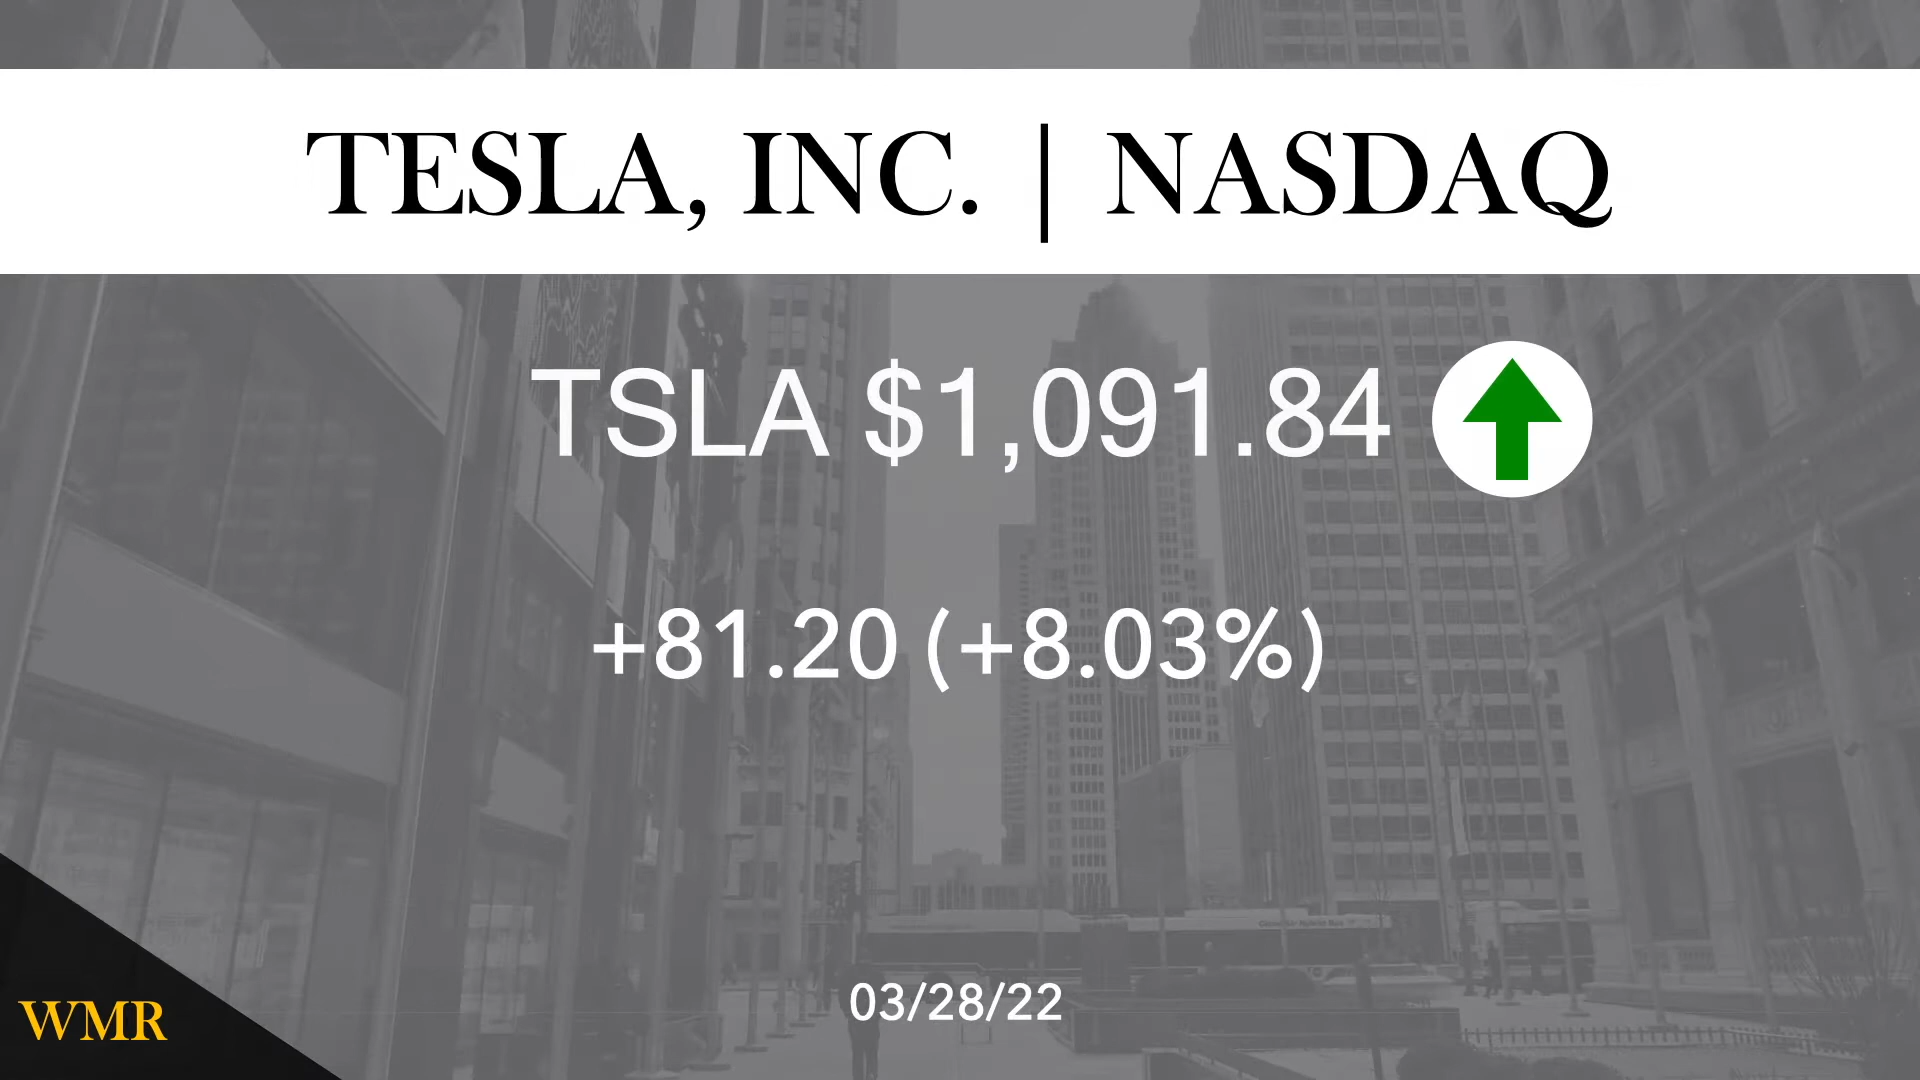 TESLA, INC. | NASDAQ
TSLA $1,091.84
+81.20 (+8.03%)
03/28/22
WMR